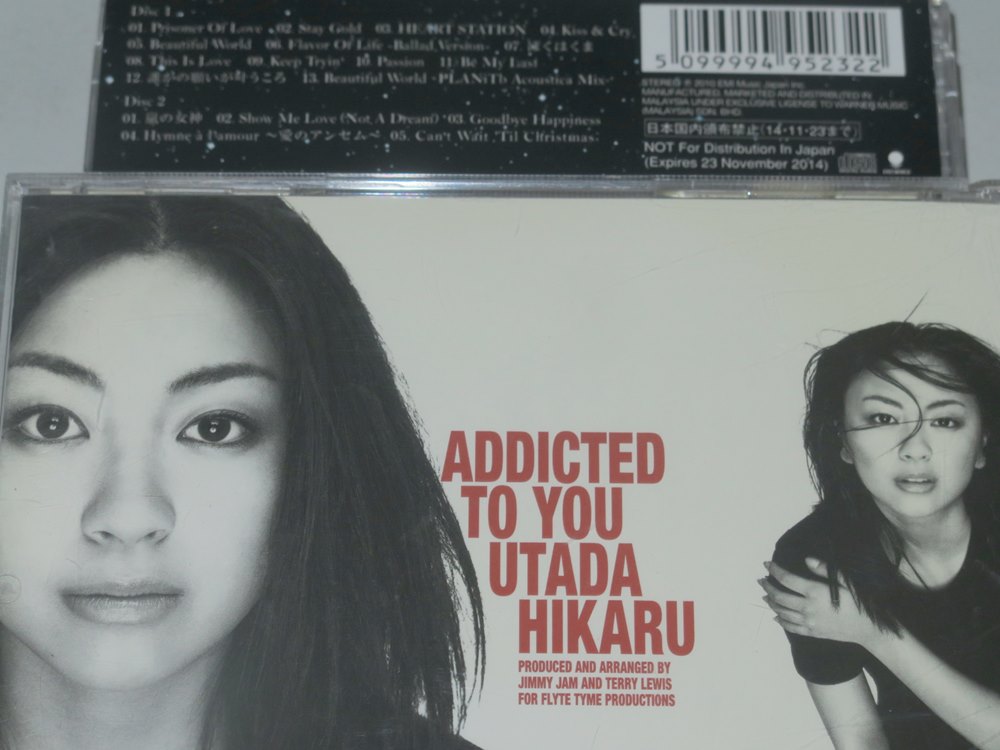 Disc 1
01. Prisoner Of Love 02. Stay Gold 03. HEART STATION 04. Kiss & Cry
05. Beautiful World 06. Flavor Of Life -Ballad Version- 07. ぼくはくま
08. This Is Love 09. Keep Tryin' 10. Passion 11. Be My Last
12. 誰かの願いが叶うころ 13. Beautiful World -PLANiTb Acoustica Mix-
Disc 2
01. 嵐の女神 02. Show Me Love (Not A Dream) 03. Goodbye Happiness
04. Hymne à l'amour ～愛のアンセム～ 05. Can't Wait 'Til Christmas
5 099994 952322
STEREO ℗ 2010 EMI Music Japan Inc.
MANUFACTURED, MARKETED AND DISTRIBUTED IN
MALAYSIA UNDER EXCLUSIVE LICENSE TO WARNER MUSIC
(MALAYSIA) SDN. BHD.
日本国内頒布禁止(14・11・23まで)
NOT For Distribution In Japan
(Expires 23 November 2014)
ADDICTED
TO YOU
UTADA
HIKARU
PRODUCED AND ARRANGED BY
JIMMY JAM AND TERRY LEWIS
FOR FLYTE TYME PRODUCTIONS